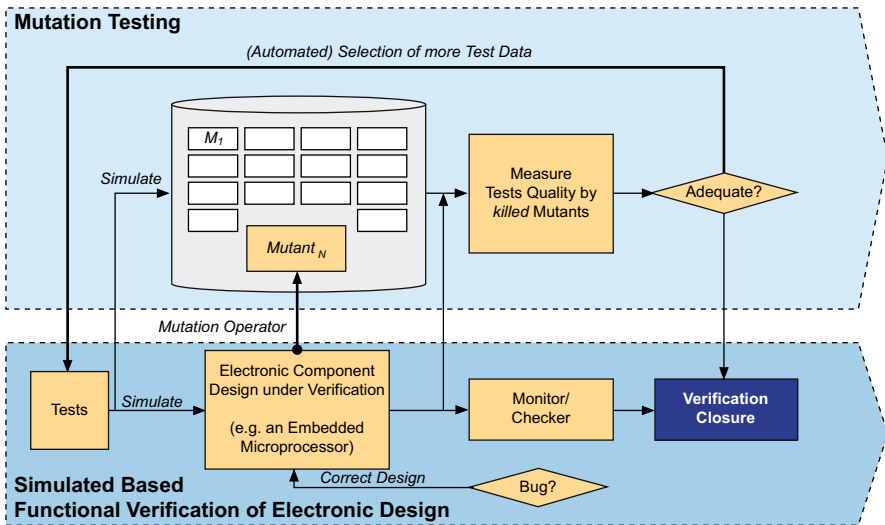 Mutation Testing
(Automated) Selection of more Test Data
M1
Simulate
Measure
Tests Quality by
killed Mutants
Adequate?
Mutant N
Mutation Operator
Electronic Component
Design under Verification
(e.g. an Embedded
Microprocessor)
Tests
Simulate
Monitor/
Checker
Verification
Closure
Correct Design
Bug?
Simulated Based
Functional Verification of Electronic Design